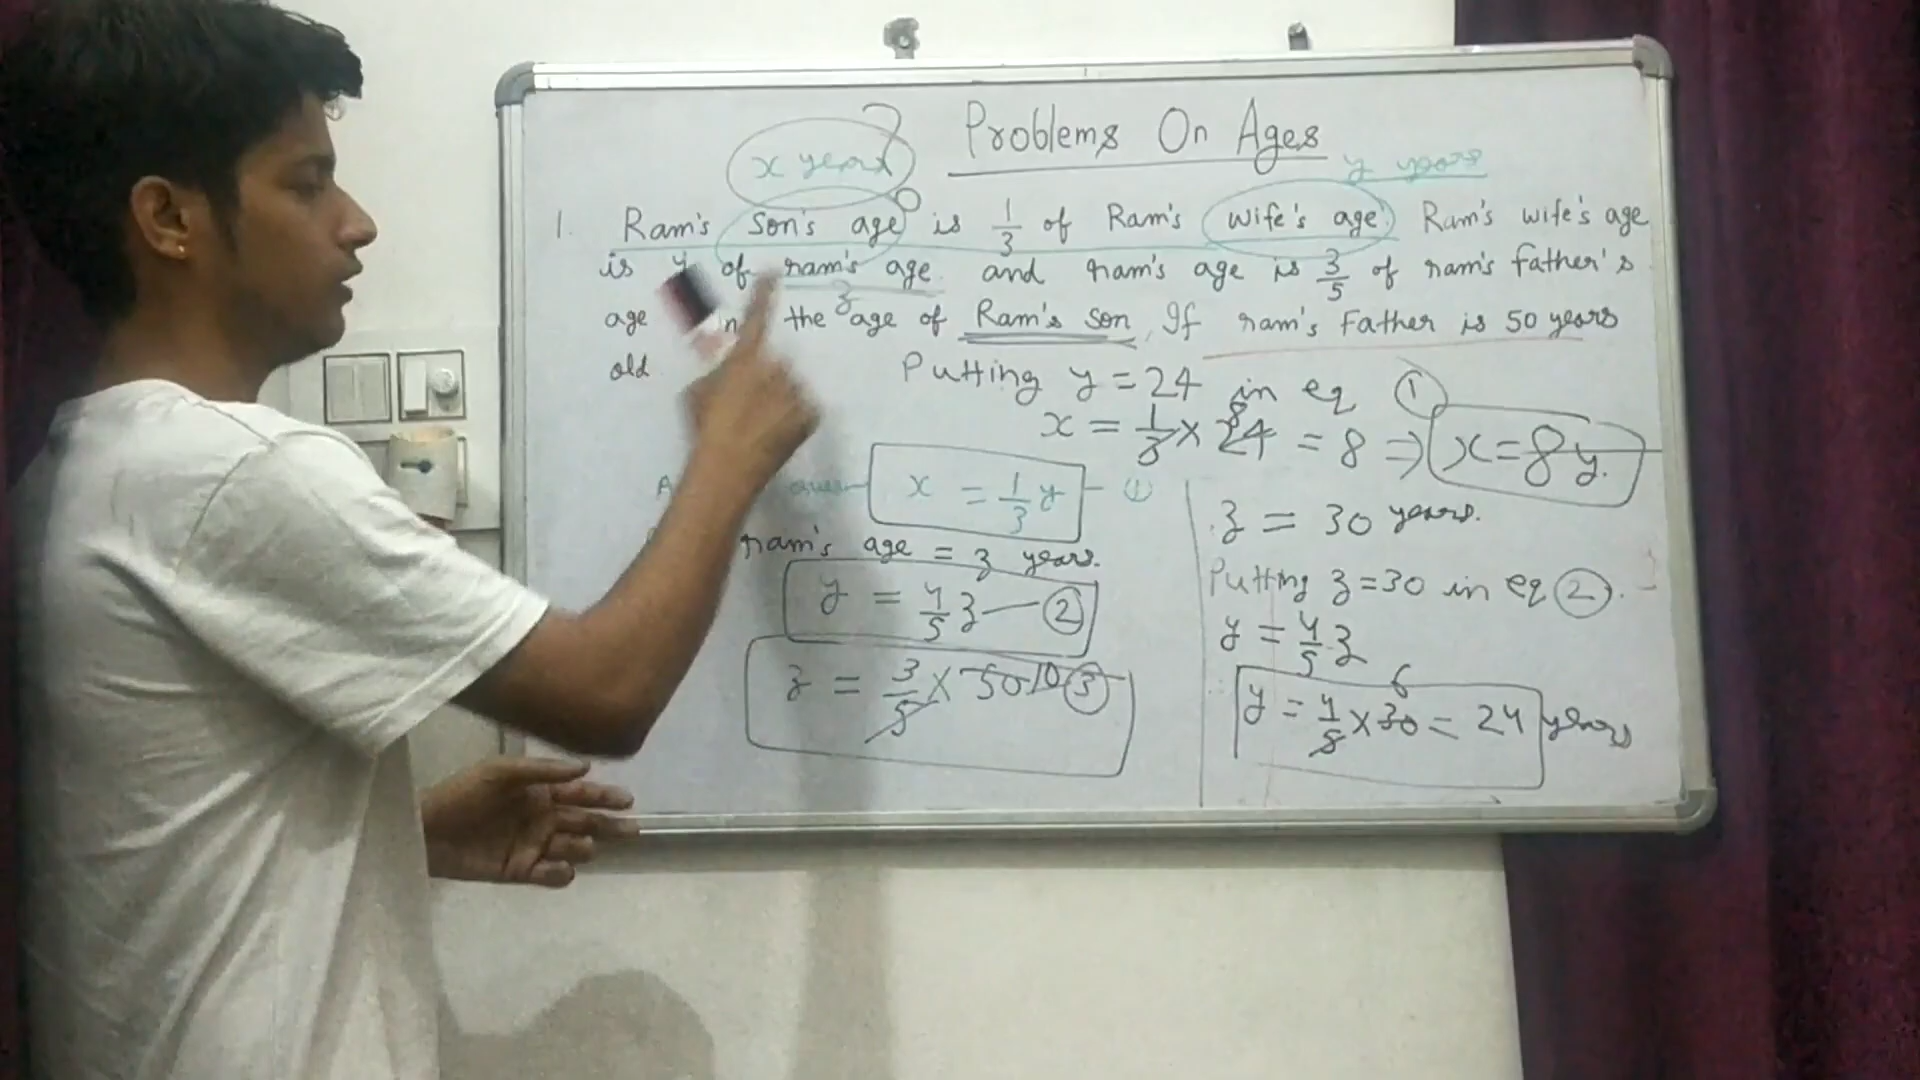 Problems On Ages
x years
y years
1. Ram's Son's age is 1/3 of Ram's wife's age. Ram's wife's age
is of ram's age and ram's age is 3/5 of ram's father's
z
age the age of Ram's son, If ram's Father is 50 years
old.
Putting y = 24 in eq ①
x = 1/3 × 24 = 8 ⇒ x = 8 y.
8
x = 1/3 y — ①
ram's age = z years.
y = 4/5 z — ②
z = 3/5 × 50 10 ③
z = 30 years.
Putting z = 30 in eq ②.
y = 4/5 z
6
y = 4/5 × 30 = 24 years